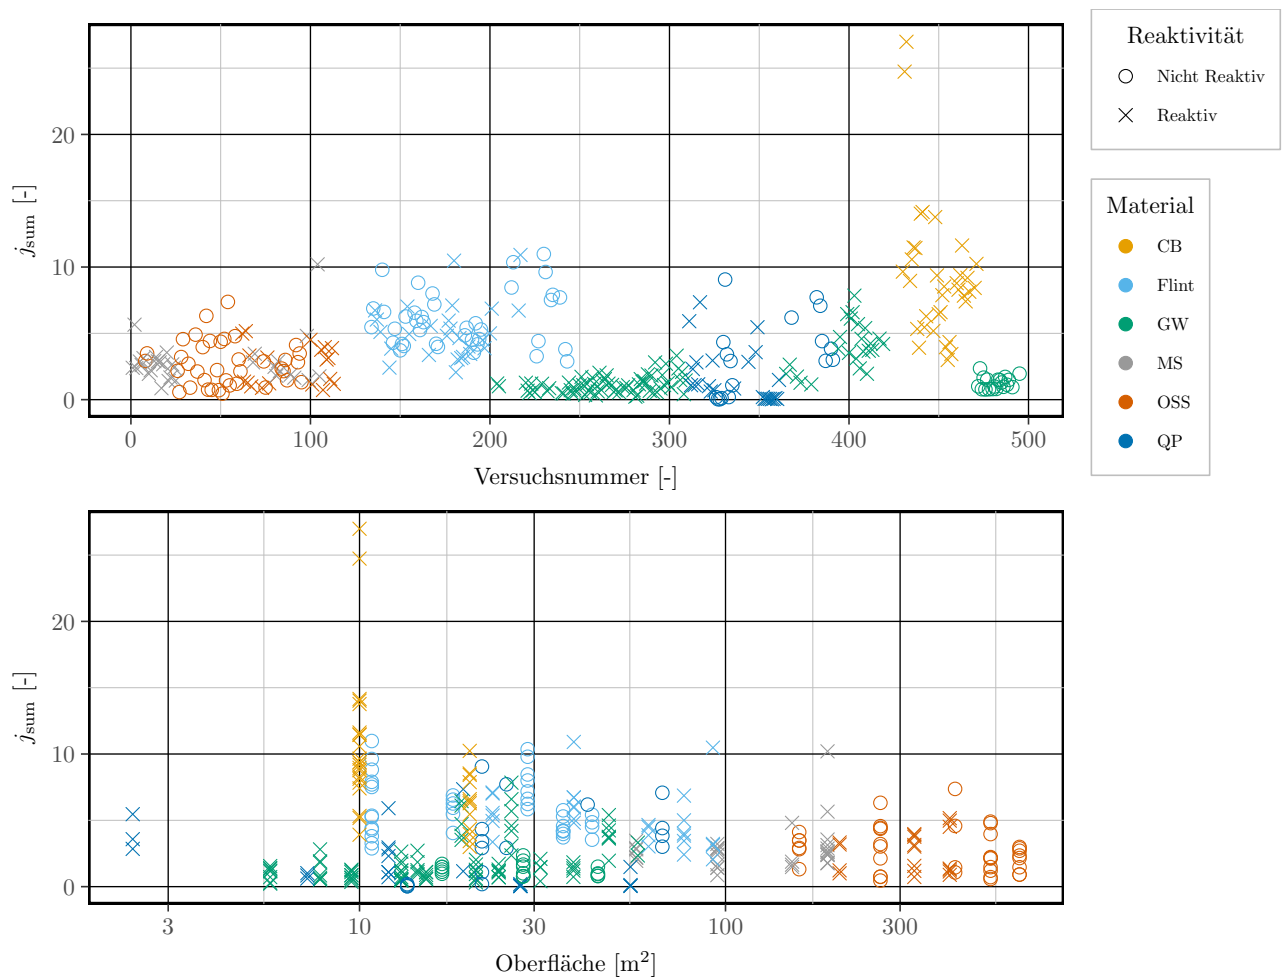 20
10
0
j_sum [-]
0
100
200
300
400
500
Versuchsnummer [-]
Reaktivität
Nicht Reaktiv
Reaktiv
Material
CB
Flint
GW
MS
OSS
QP
20
10
0
j_sum [-]
3
10
30
100
300
Oberfläche [m²]